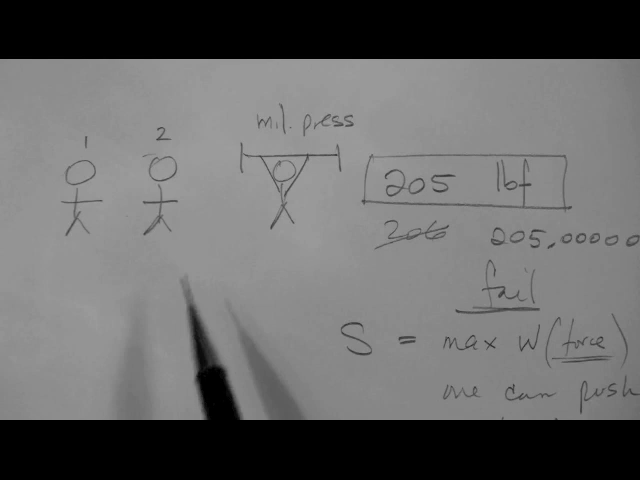 1 2
mil. press
205 lbf
206 205,00000
fail
S = max W (force)
one can push